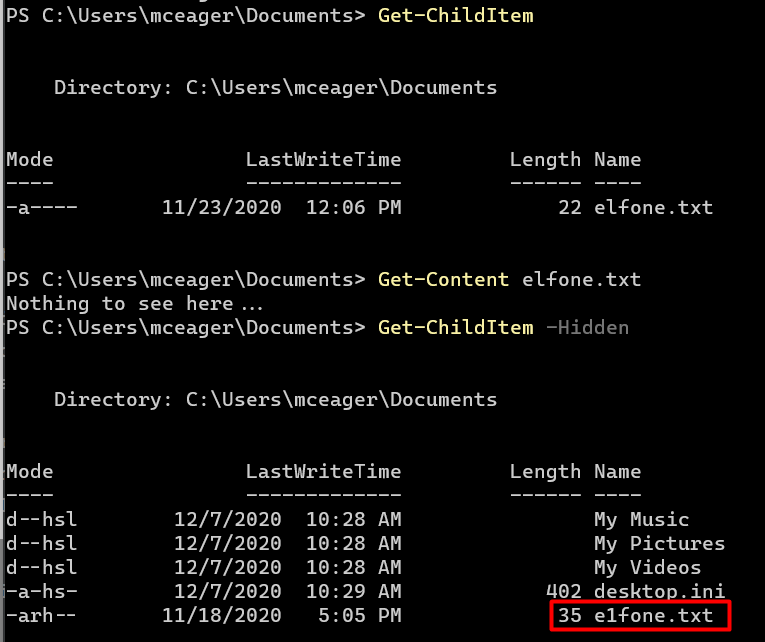 PS C:\Users\mceager\Documents> Get-ChildItem
Directory: C:\Users\mceager\Documents
Mode LastWriteTime Length Name
---- ------------- ------ ----
-a---- 11/23/2020 12:06 PM 22 elfone.txt
PS C:\Users\mceager\Documents> Get-Content elfone.txt
Nothing to see here...
PS C:\Users\mceager\Documents> Get-ChildItem -Hidden
Directory: C:\Users\mceager\Documents
Mode LastWriteTime Length Name
---- ------------- ------ ----
d--hsl 12/7/2020 10:28 AM My Music
d--hsl 12/7/2020 10:28 AM My Pictures
d--hsl 12/7/2020 10:28 AM My Videos
-a-hs- 12/7/2020 10:29 AM 402 desktop.ini
-arh-- 11/18/2020 5:05 PM 35 e1fone.txt